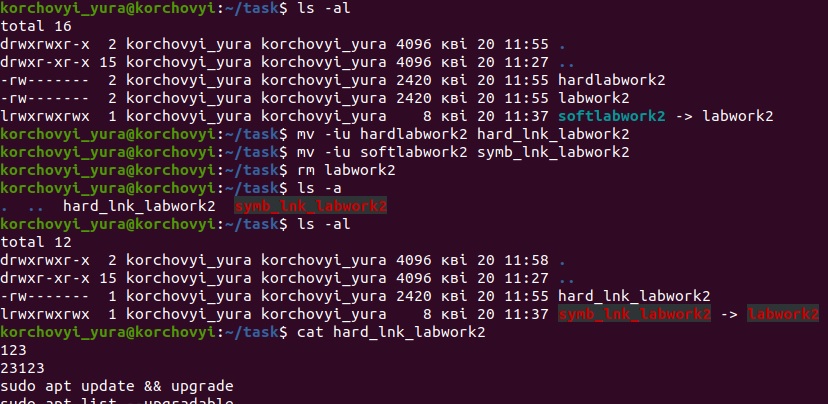 korchovyi_yura@korchovyi:~/task$ ls -al
total 16
drwxrwxr-x  2 korchovyi_yura korchovyi_yura 4096 кві 20 11:55 .
drwxr-xr-x 15 korchovyi_yura korchovyi_yura 4096 кві 20 11:27 ..
-rw-------  2 korchovyi_yura korchovyi_yura 2420 кві 20 11:55 hardlabwork2
-rw-------  2 korchovyi_yura korchovyi_yura 2420 кві 20 11:55 labwork2
lrwxrwxrwx  1 korchovyi_yura korchovyi_yura    8 кві 20 11:37 softlabwork2 -> labwork2
korchovyi_yura@korchovyi:~/task$ mv -iu hardlabwork2 hard_lnk_labwork2
korchovyi_yura@korchovyi:~/task$ mv -iu softlabwork2 symb_lnk_labwork2
korchovyi_yura@korchovyi:~/task$ rm labwork2
korchovyi_yura@korchovyi:~/task$ ls -a
.  ..  hard_lnk_labwork2  symb_lnk_labwork2
korchovyi_yura@korchovyi:~/task$ ls -al
total 12
drwxrwxr-x  2 korchovyi_yura korchovyi_yura 4096 кві 20 11:58 .
drwxr-xr-x 15 korchovyi_yura korchovyi_yura 4096 кві 20 11:27 ..
-rw-------  1 korchovyi_yura korchovyi_yura 2420 кві 20 11:55 hard_lnk_labwork2
lrwxrwxrwx  1 korchovyi_yura korchovyi_yura    8 кві 20 11:37 symb_lnk_labwork2 -> labwork2
korchovyi_yura@korchovyi:~/task$ cat hard_lnk_labwork2
123
23123
sudo apt update && upgrade
sudo apt list --upgradable